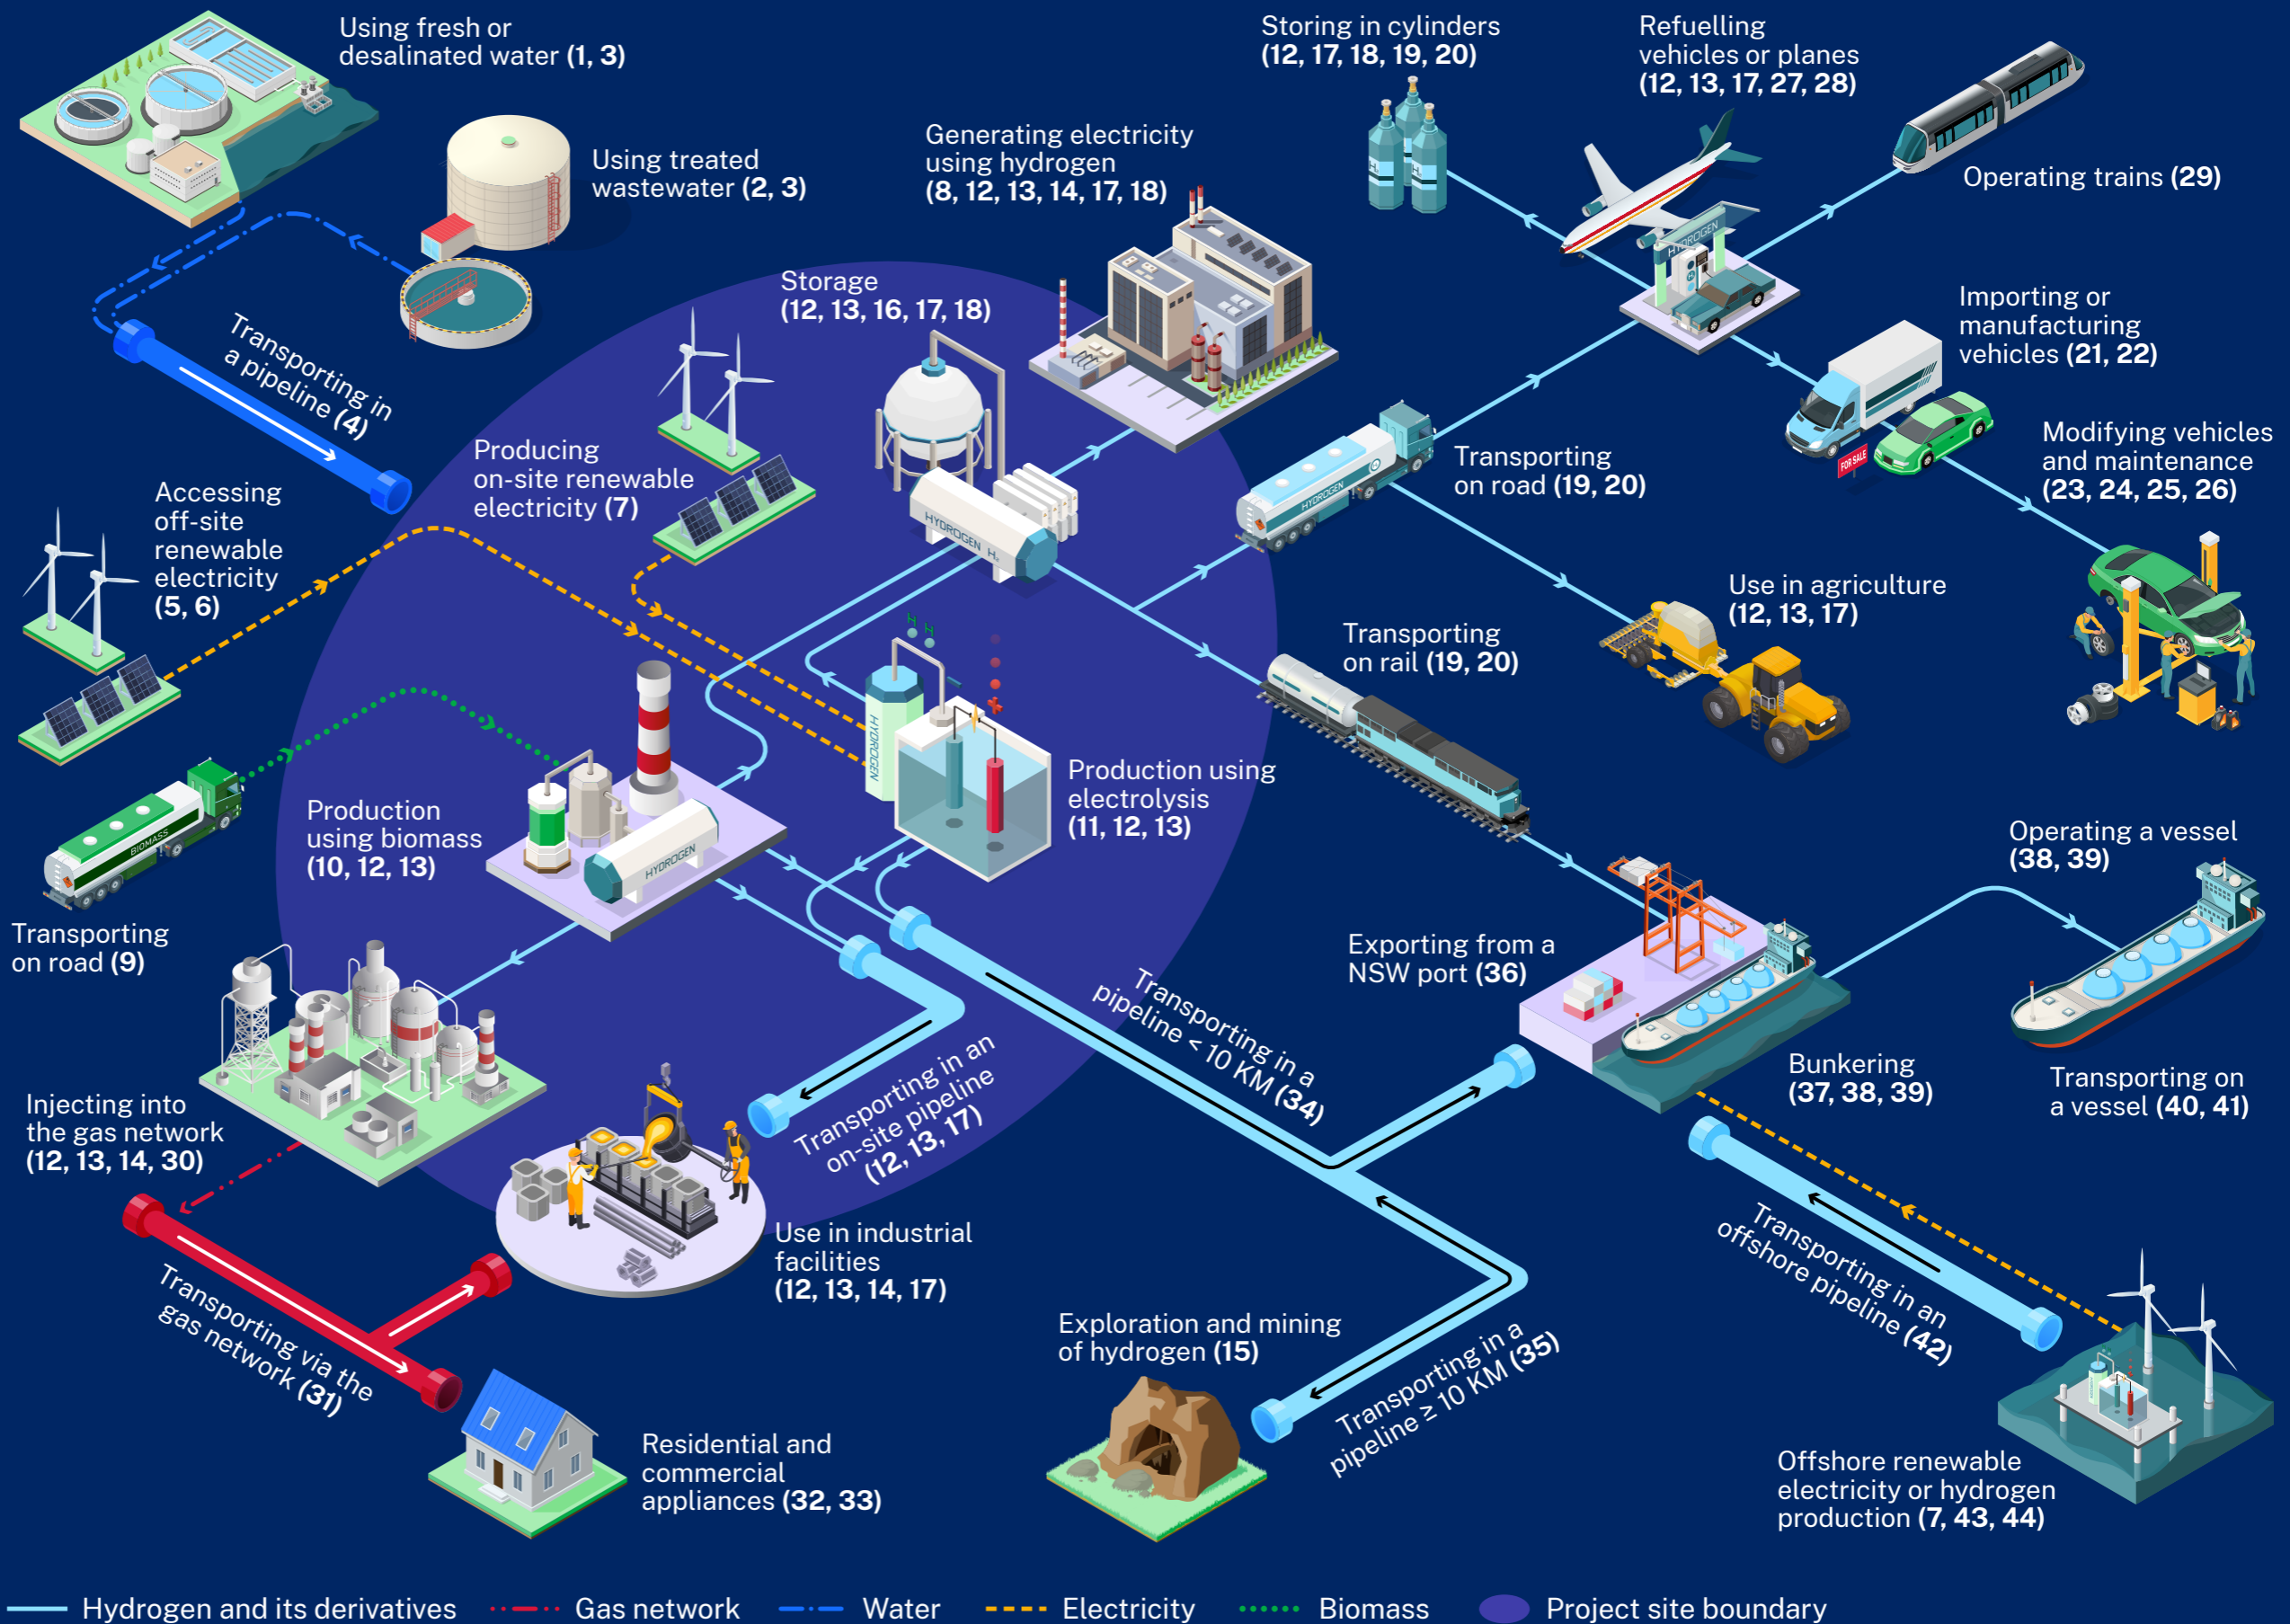 Using fresh or
desalinated water (1, 3)
Storing in cylinders
(12, 17, 18, 19, 20)
Refuelling
vehicles or planes
(12, 13, 17, 27, 28)
Using treated
wastewater (2, 3)
Generating electricity
using hydrogen
(8, 12, 13, 14, 17, 18)
H₂
H₂
Operating trains (29)
HYDROGEN
Storage
(12, 13, 16, 17, 18)
Importing or
manufacturing
vehicles (21, 22)
FOR SALE
Transporting in
a pipeline (4)
Producing
on-site renewable
electricity (7)
Transporting
on road (19, 20)
HYDROGEN
Modifying vehicles
and maintenance
(23, 24, 25, 26)
Accessing
off-site
renewable
electricity
(5, 6)
HYDROGEN H₂
Use in agriculture
(12, 13, 17)
H H
Transporting
on rail (19, 20)
HYDROGEN
Production using
electrolysis
(11, 12, 13)
Production
using biomass
(10, 12, 13)
HYDROGEN
BIOMASS
Operating a vessel
(38, 39)
Transporting
on road (9)
Exporting from a
NSW port (36)
Transporting in a
pipeline < 10 KM (34)
Transporting in an
on-site pipeline
(12, 13, 17)
Bunkering
(37, 38, 39)
Transporting on
a vessel (40, 41)
Injecting into
the gas network
(12, 13, 14, 30)
Use in industrial
facilities
(12, 13, 14, 17)
Transporting in an
offshore pipeline (42)
Transporting via the
gas network (31)
Exploration and mining
of hydrogen (15)
Transporting in a
pipeline ≥ 10 KM (35)
Residential and
commercial
appliances (32, 33)
Offshore renewable
electricity or hydrogen
production (7, 43, 44)
Hydrogen and its derivatives
Gas network
Water
Electricity
Biomass
Project site boundary